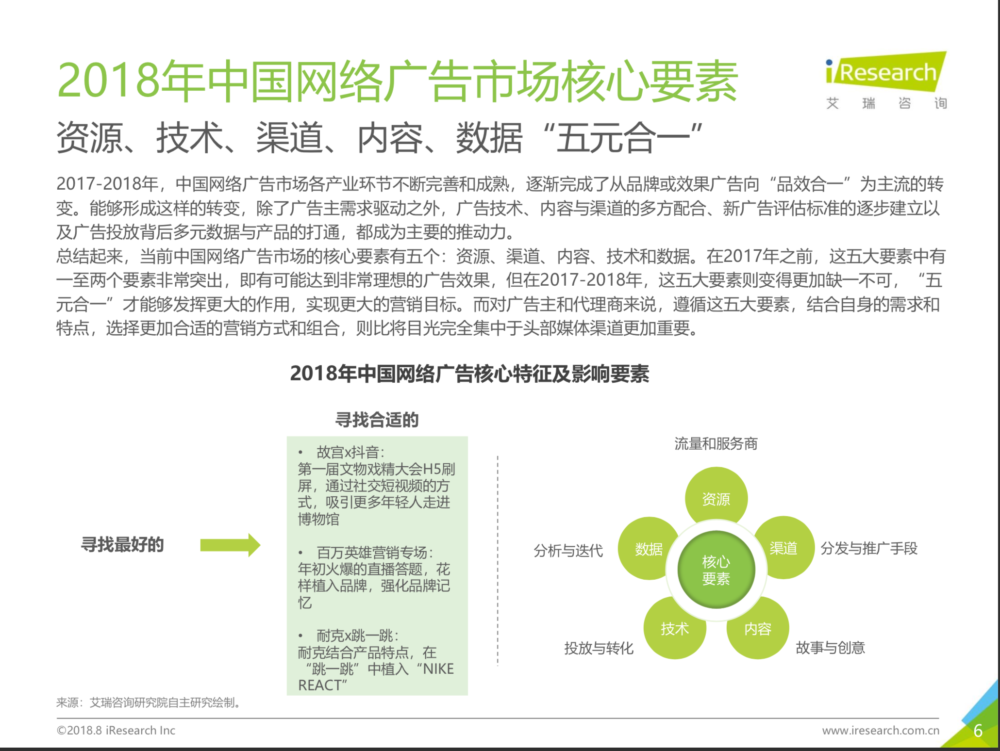 2018年中国网络广告市场核心要素
iResearch
艾瑞咨询
资源、技术、渠道、内容、数据“五元合一”
2017-2018年，中国网络广告市场各产业环节不断完善和成熟，逐渐完成了从品牌或效果广告向“品效合一”为主流的转
变。能够形成这样的转变，除了广告主需求驱动之外，广告技术、内容与渠道的多方配合、新广告评估标准的逐步建立以
及广告投放背后多元数据与产品的打通，都成为主要的推动力。
总结起来，当前中国网络广告市场的核心要素有五个：资源、渠道、内容、技术和数据。在2017年之前，这五大要素中有
一至两个要素非常突出，即有可能达到非常理想的广告效果，但在2017-2018年，这五大要素则变得更加缺一不可，“五
元合一”才能够发挥更大的作用，实现更大的营销目标。而对广告主和代理商来说，遵循这五大要素，结合自身的需求和
特点，选择更加合适的营销方式和组合，则比将目光完全集中于头部媒体渠道更加重要。
2018年中国网络广告核心特征及影响要素
寻找最好的
寻找合适的
• 故宫x抖音：
第一届文物戏精大会H5刷
屏，通过社交短视频的方
式，吸引更多年轻人走进
博物馆
• 百万英雄营销专场：
年初火爆的直播答题，花
样植入品牌，强化品牌记
忆
• 耐克x跳一跳：
耐克结合产品特点，在
“跳一跳”中植入“NIKE
REACT”
流量和服务商
资源
分析与迭代
数据
渠道
分发与推广手段
核心
要素
技术
内容
投放与转化
故事与创意
来源：艾瑞咨询研究院自主研究绘制。
©2018.8 iResearch Inc
www.iresearch.com.cn
6